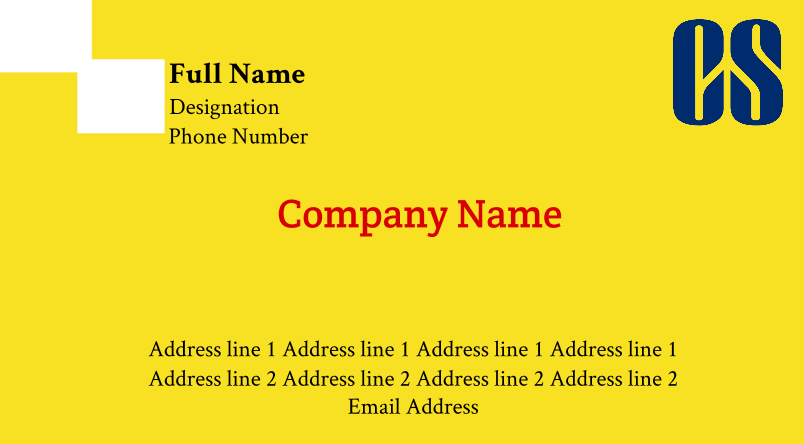 Full Name
CS
Designation
Phone Number
Company Name
Address line 1 Address line 1 Address line 1 Address line 1
Address line 2 Address line 2 Address line 2 Address line 2
Email Address